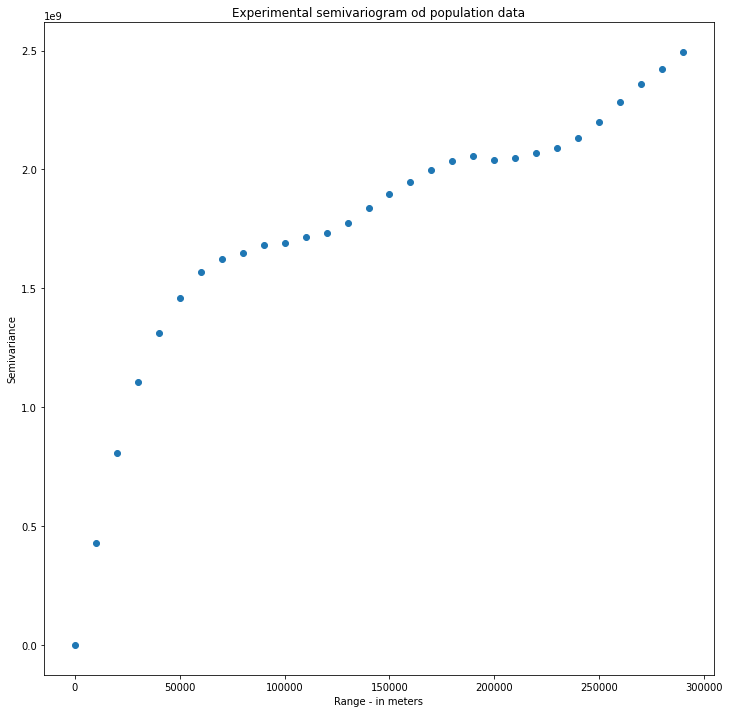 Experimental semivariogram od population data
1e9
2.5
2.0
1.5
1.0
0.5
0.0
Semivariance
0 50000 100000 150000 200000 250000 300000
Range - in meters